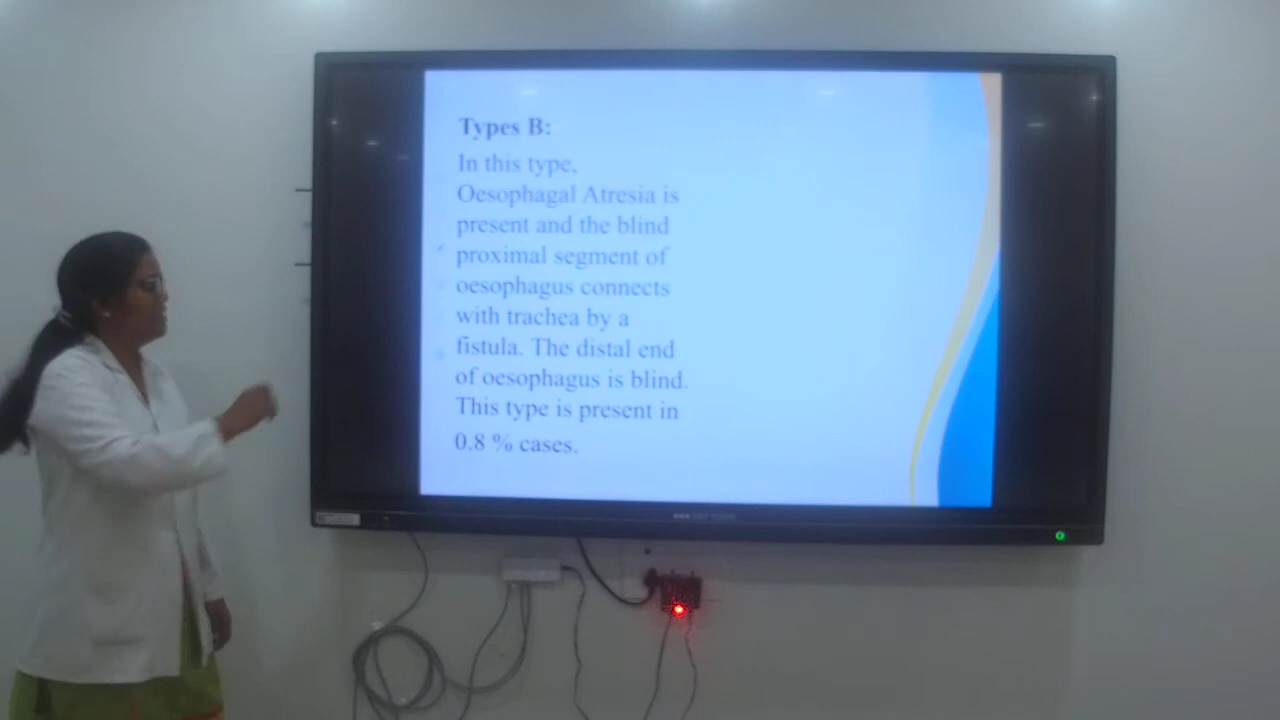 Types B:
In this type,
Oesophagal Atresia is
present and the blind
proximal segment of
oesophagus connects
with trachea by a
fistula. The distal end
of oesophagus is blind.
This type is present in
0.8 % cases.